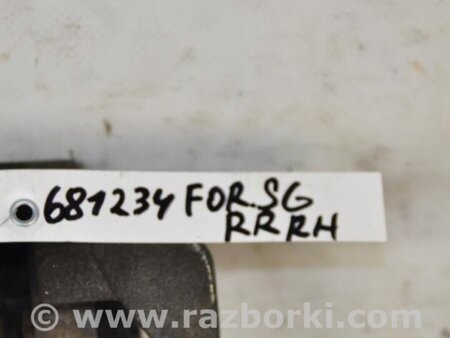 681234 FOR.SG
RR RH
© www.razborki.com